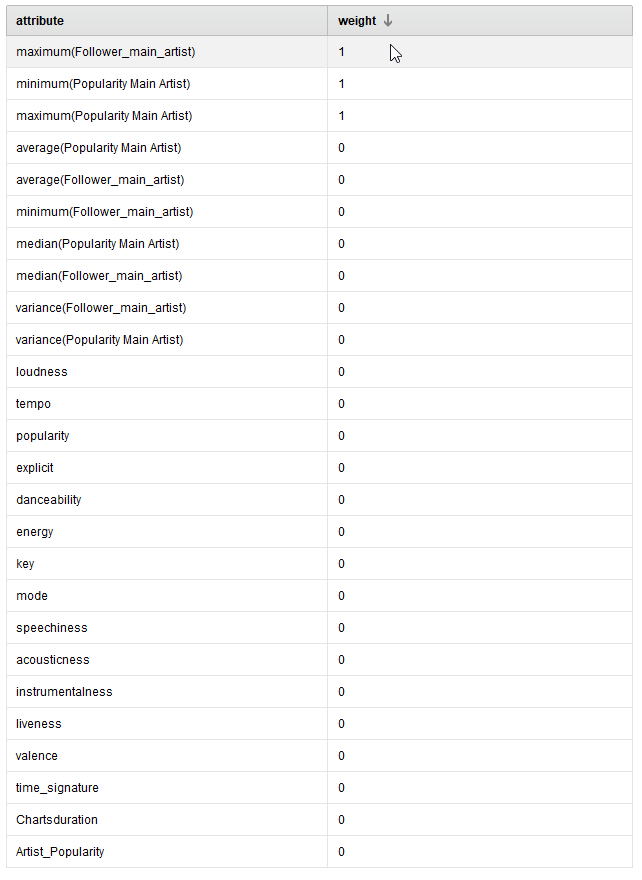 attribute weight
maximum(Follower_main_artist) 1
minimum(Popularity Main Artist) 1
maximum(Popularity Main Artist) 1
average(Popularity Main Artist) 0
average(Follower_main_artist) 0
minimum(Follower_main_artist) 0
median(Popularity Main Artist) 0
median(Follower_main_artist) 0
variance(Follower_main_artist) 0
variance(Popularity Main Artist) 0
loudness 0
tempo 0
popularity 0
explicit 0
danceability 0
energy 0
key 0
mode 0
speechiness 0
acousticness 0
instrumentalness 0
liveness 0
valence 0
time_signature 0
Chartsduration 0
Artist_Popularity 0